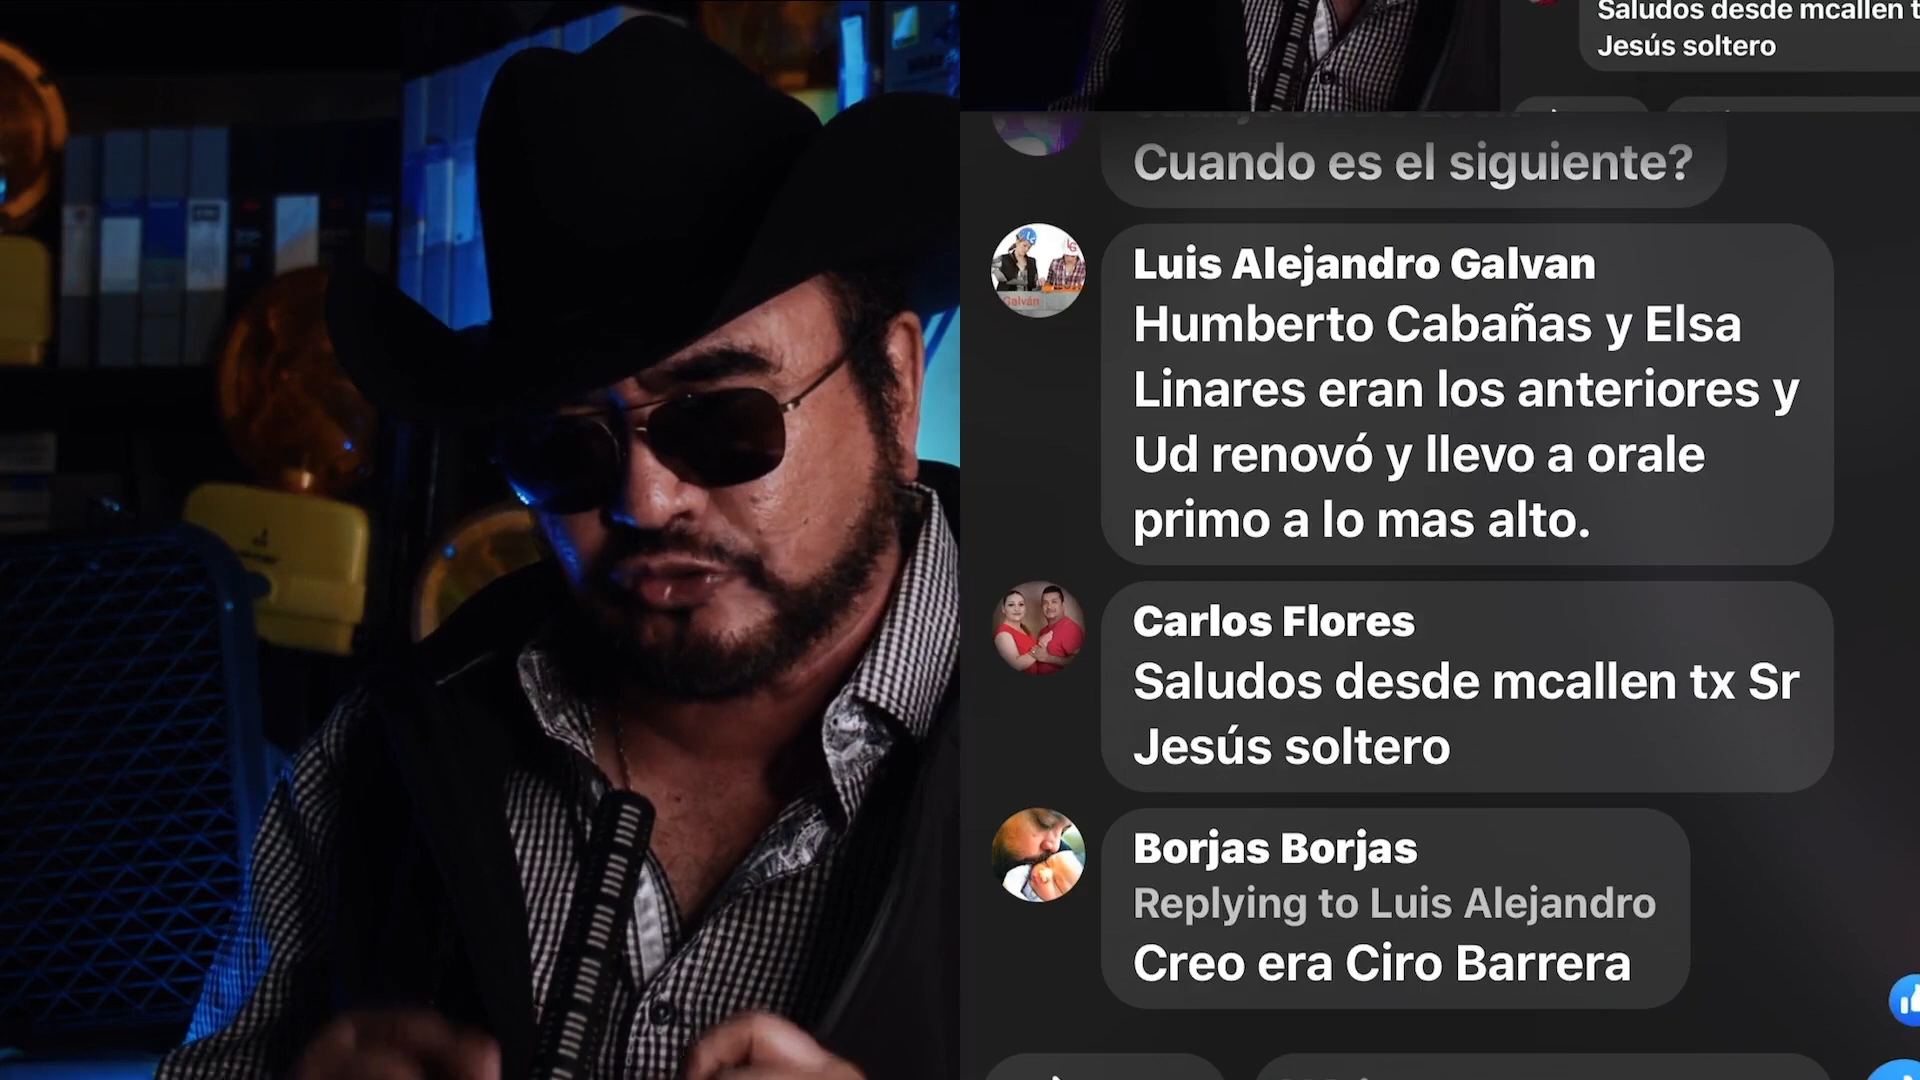 Saludos desde mcallen t
Jesús soltero
Cuando es el siguiente?
Luis Alejandro Galvan
Humberto Cabañas y Elsa
Linares eran los anteriores y
Ud renovó y llevo a orale
primo a lo mas alto.
Galván
Carlos Flores
Saludos desde mcallen tx Sr
Jesús soltero
Borjas Borjas
Replying to Luis Alejandro
Creo era Ciro Barrera